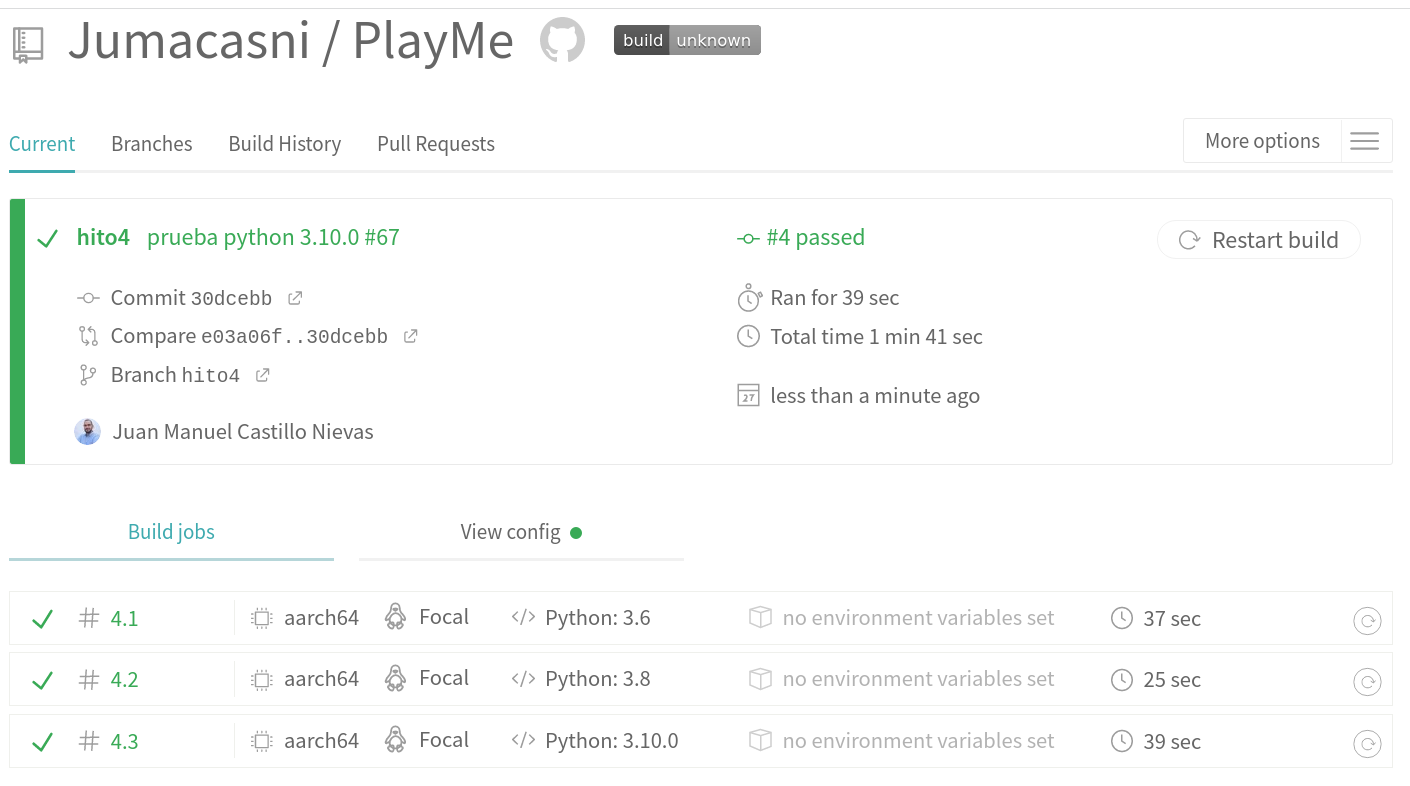 Jumacasni / PlayMe build unknown
Current Branches Build History Pull Requests More options
hito4 prueba python 3.10.0 #67
Commit 30dcebb
Compare e03a06f..30dcebb
Branch hito4
Juan Manuel Castillo Nievas
#4 passed
Ran for 39 sec
Total time 1 min 41 sec
27 less than a minute ago
Restart build
Build jobs View config
# 4.1 aarch64 Focal </> Python: 3.6 no environment variables set 37 sec
# 4.2 aarch64 Focal </> Python: 3.8 no environment variables set 25 sec
# 4.3 aarch64 Focal </> Python: 3.10.0 no environment variables set 39 sec